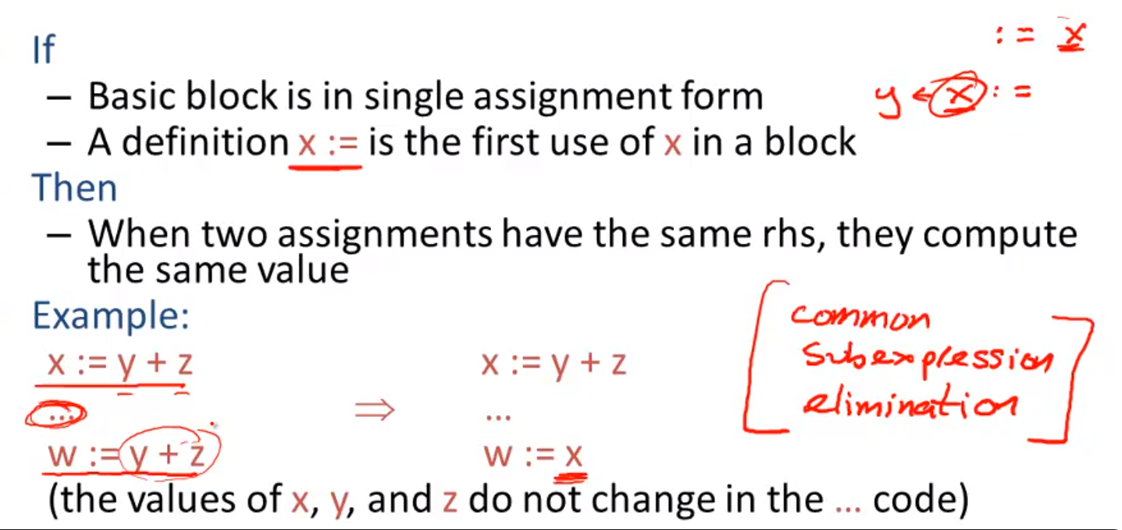 If
:= x
– Basic block is in single assignment form
y ← x :=
– A definition x := is the first use of x in a block
Then
– When two assignments have the same rhs, they compute
the same value
Example:
common
subexpression
elimination
x := y + z
x := y + z
...
⇒
...
w := y + z
w := x
(the values of x, y, and z do not change in the ... code)